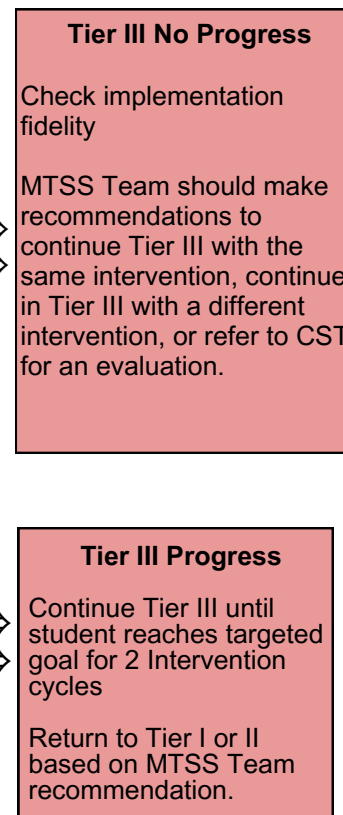 Tier III No Progress
Check implementation
fidelity
MTSS Team should make
recommendations to
continue Tier III with the
same intervention, continue
in Tier III with a different
intervention, or refer to CST
for an evaluation.
Tier III Progress
Continue Tier III until
student reaches targeted
goal for 2 Intervention
cycles
Return to Tier I or II
based on MTSS Team
recommendation.